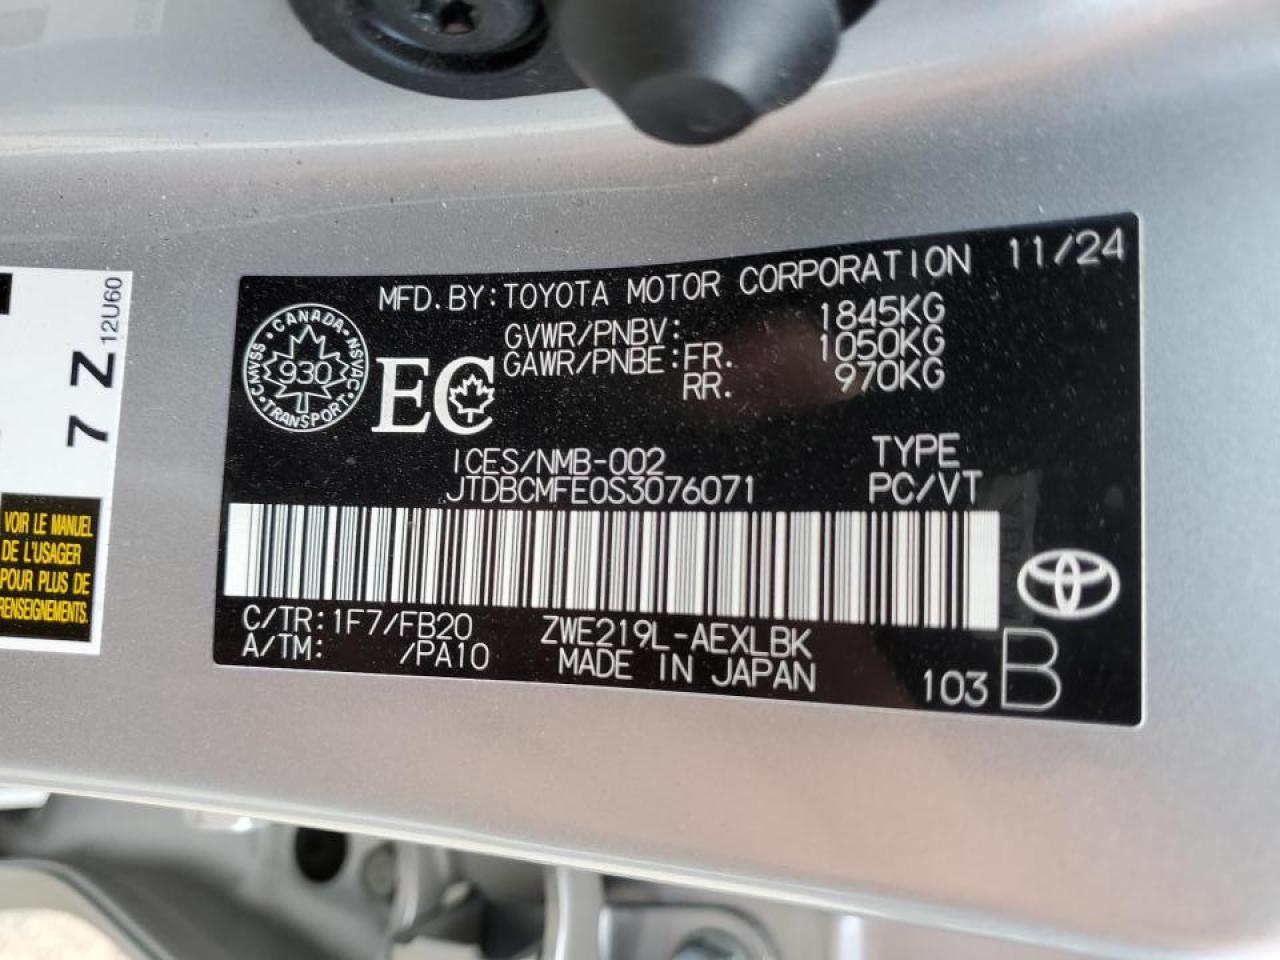 MFD.BY:TOYOTA MOTOR CORPORATION 11/24
GVWR/PNBV: 1845KG
GAWR/PNBE:FR. 1050KG
RR. 970KG
CANADA
CMVSS NSVAC
930
TRANSPORT
EC
ICES/NMB-002 TYPE
JTDBCMFE0S3076071 PC/VT
C/TR:1F7/FB20 ZWE219L-AEXLBK
A/TM: /PA10 MADE IN JAPAN
103 B
12U60
7 Z
VOIR LE MANUEL
DE L'USAGER
POUR PLUS DE
RENSEIGNEMENTS.